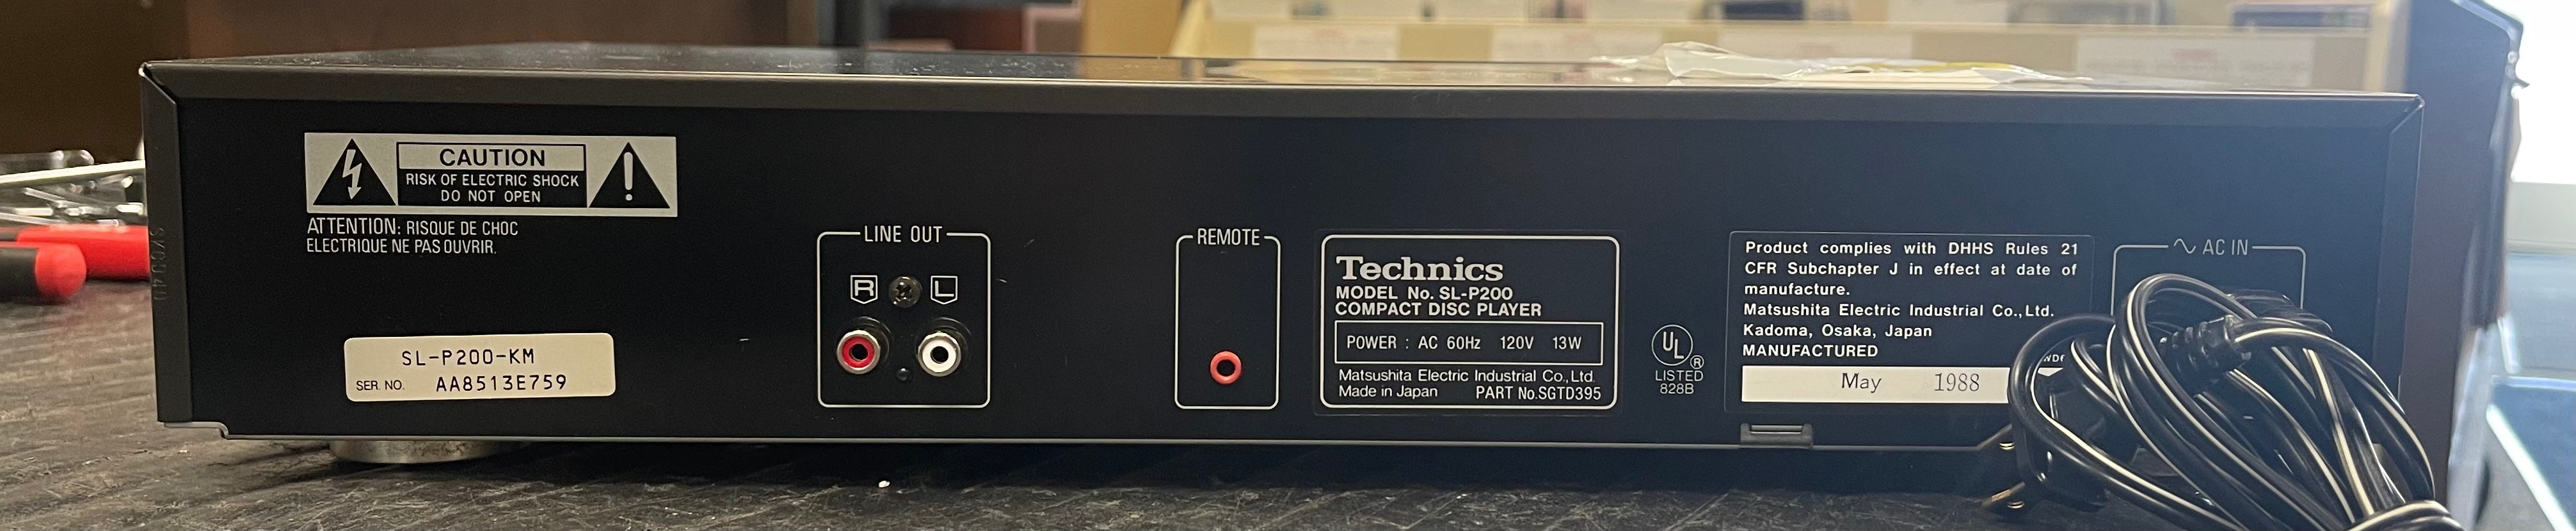 CAUTION
RISK OF ELECTRIC SHOCK
DO NOT OPEN
ATTENTION: RISQUE DE CHOC
ELECTRIQUE NE PAS OUVRIR.
SL-P200-KM
SER. NO. AA8513E759
LINE OUT
R L
REMOTE
Technics
MODEL No. SL-P200
COMPACT DISC PLAYER
POWER : AC 60Hz 120V 13W
Matsushita Electric Industrial Co., Ltd.
Made in Japan PART No.SGTD395
UL ®
LISTED
828B
Product complies with DHHS Rules 21
CFR Subchapter J in effect at date of
manufacture.
Matsushita Electric Industrial Co., Ltd.
Kadoma, Osaka, Japan
MANUFACTURED
May 1988
∿ AC IN